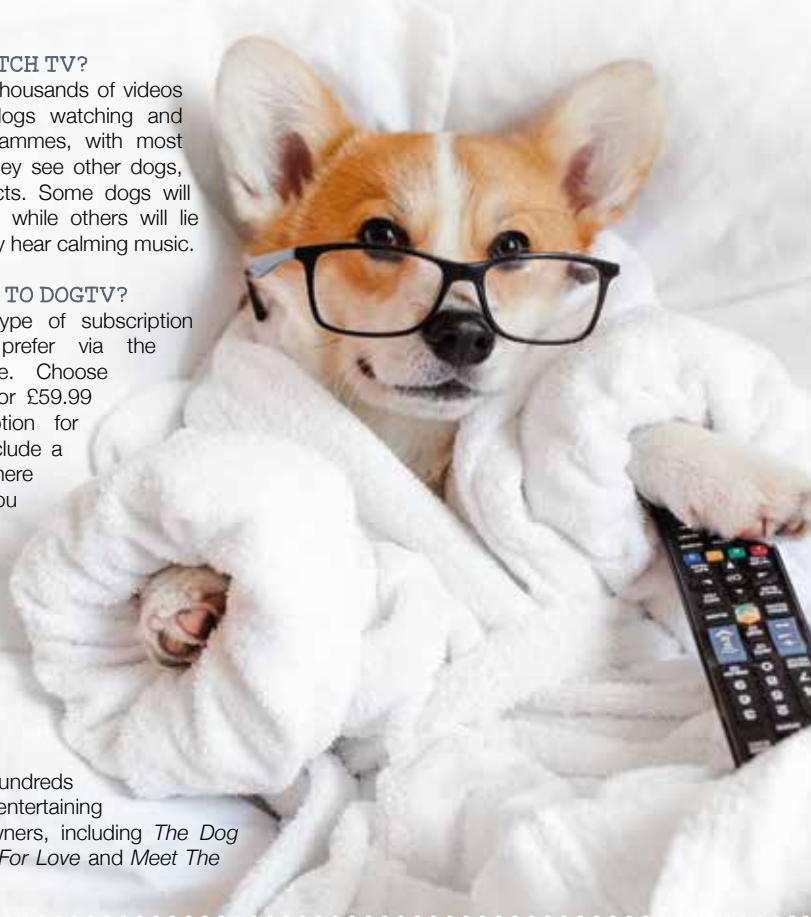 TCH TV?
housands of videos
logs watching and
ammes, with most
ey see other dogs,
cts. Some dogs will
while others will lie
y hear calming music.
TO DOGTV?
ype of subscription
prefer via the
e. Choose
or £59.99
tion for
clude a
here
ou
undreds
entertaining
ners, including The Dog
For Love and Meet The